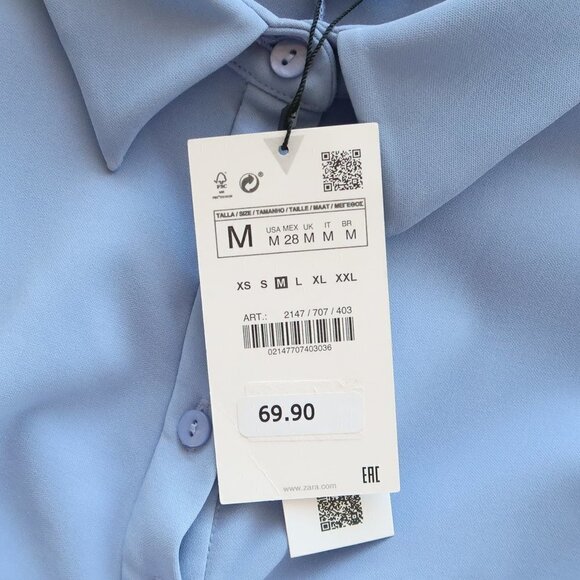 FSC
TALLA / SIZE / TAMANHO / TAILLE / MAAT / ΜΕΓΕΘΟΣ
M
USA MEX UK IT BR
M 28 M M M
XS S M L XL XXL
ART.: 2147 / 707 / 403
02147707403036
69.90
www.zara.com
EAC